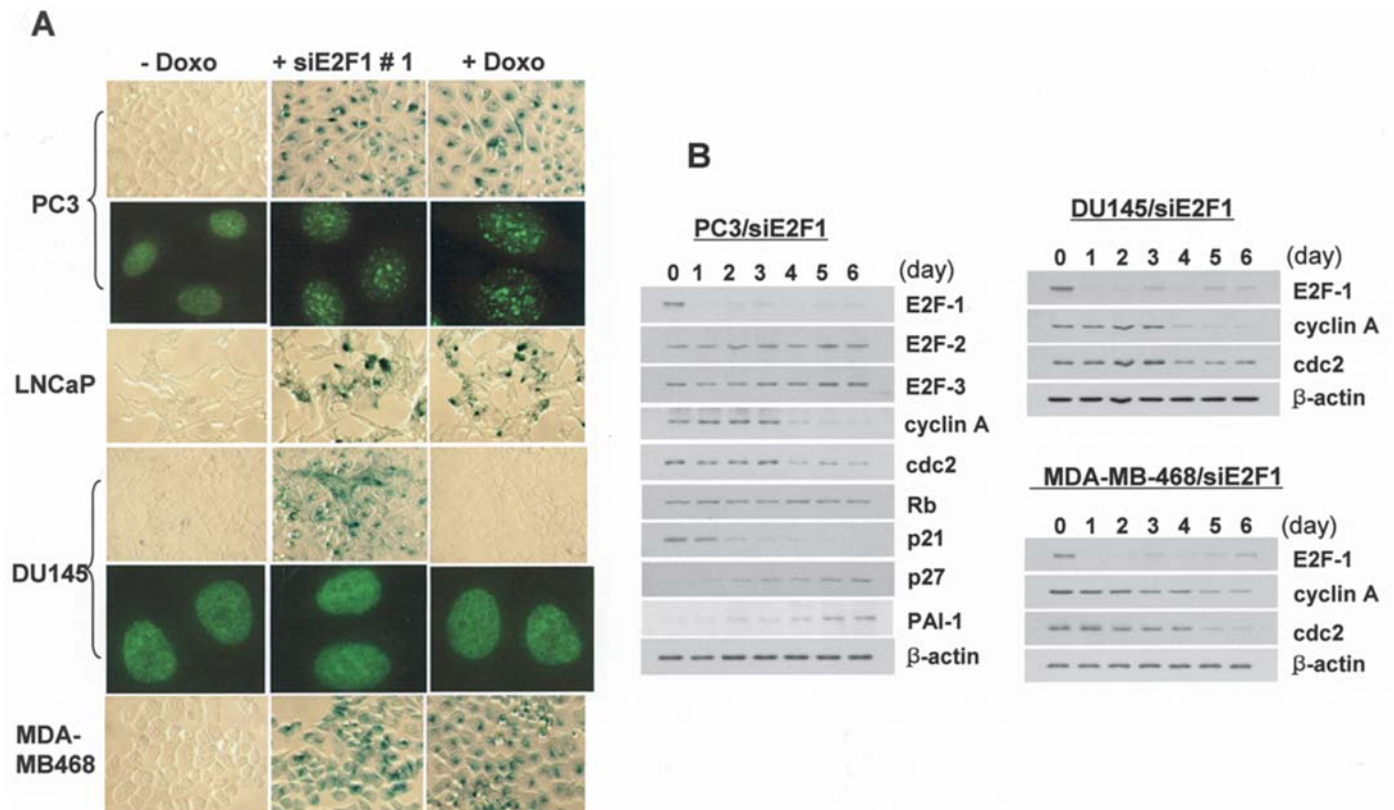 A
- Doxo + siE2F1 # 1 + Doxo
PC3
LNCaP
DU145
MDA-
MB468
B
PC3/siE2F1
0 1 2 3 4 5 6 (day)
E2F-1
E2F-2
E2F-3
cyclin A
cdc2
Rb
p21
p27
PAI-1
β-actin
DU145/siE2F1
0 1 2 3 4 5 6 (day)
E2F-1
cyclin A
cdc2
β-actin
MDA-MB-468/siE2F1
0 1 2 3 4 5 6 (day)
E2F-1
cyclin A
cdc2
β-actin